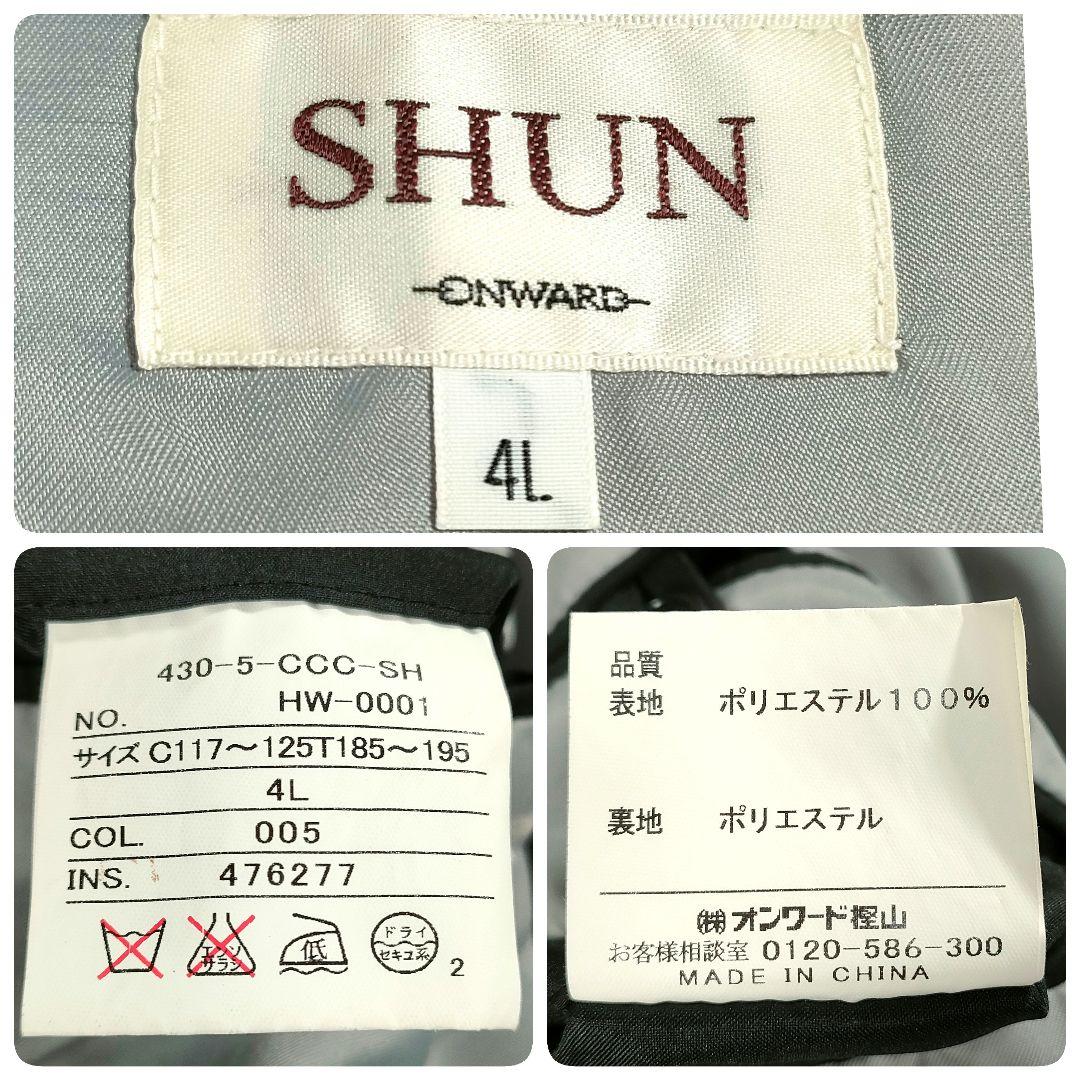 SHUN
ONWARD
4L
430-5-CCC-SH
NO. HW-0001
サイズ C117〜125T185〜195
4L
COL. 005
INS. 476277
エンソ
サラシ
低
ドライ
セキユ系
2
品質
表地 ポリエステル100%
裏地 ポリエステル
㈱オンワード樫山
お客様相談室 0120-586-300
MADE IN CHINA